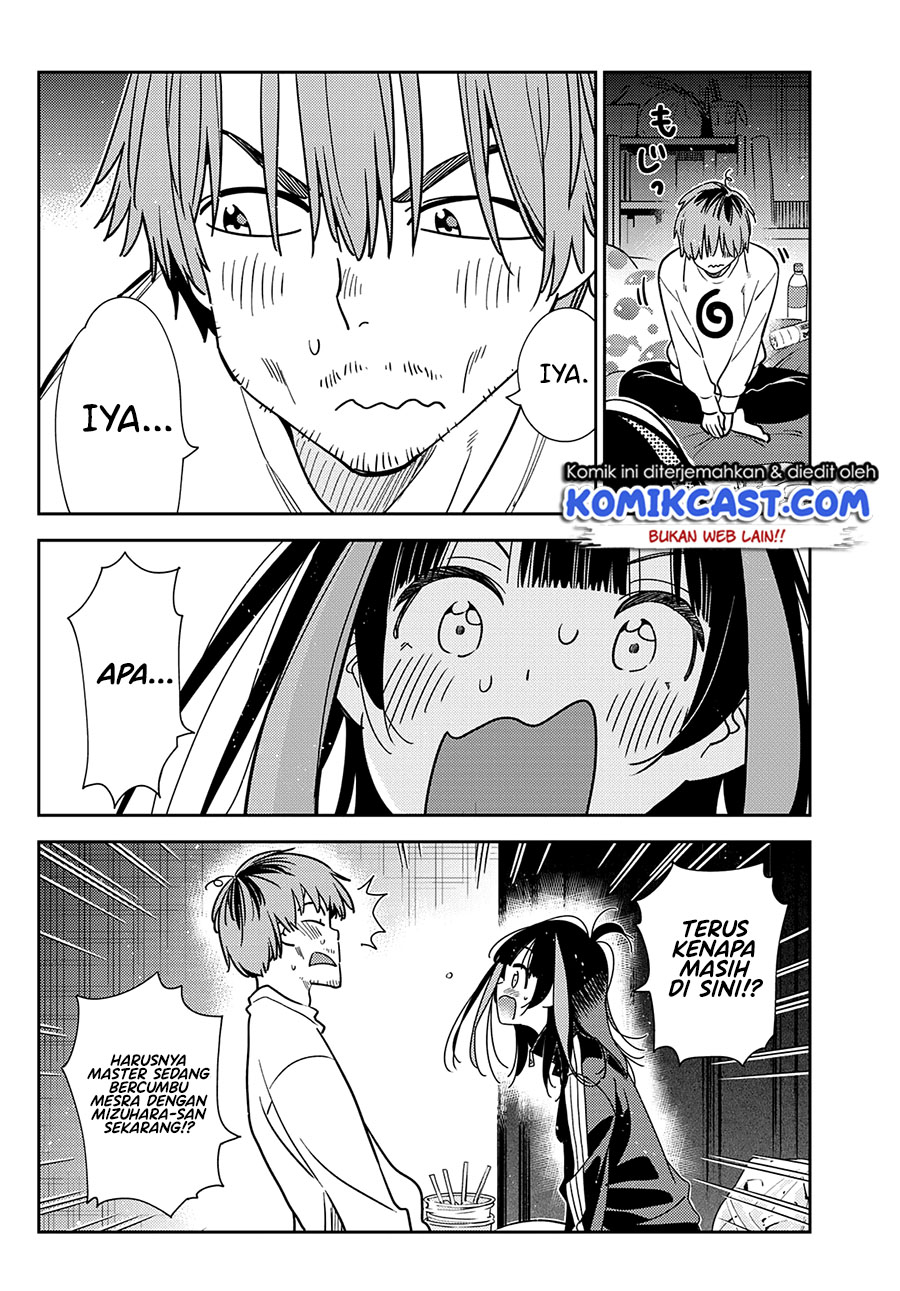 もじっ
IYA.
IYA...
Komik ini diterjemahkan & diedit oleh
KOMIKCAST.COM
BUKAN WEB LAIN!!
APA...
TERUS
KENAPA
MASIH
DI SINI!?
HARUSNYA
MASTER SEDANG
BERCUMBU
MESRA DENGAN
MIZUHARA-SAN
SEKARANG!?